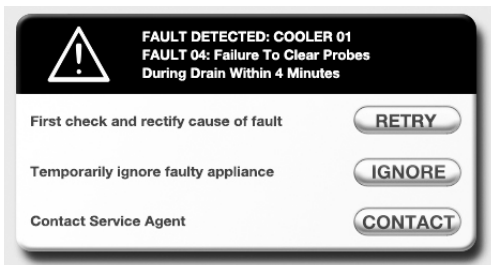 FAULT DETECTED: COOLER 01
FAULT 04: Failure To Clear Probes
During Drain Within 4 Minutes
First check and rectify cause of fault
RETRY
Temporarily ignore faulty appliance
IGNORE
Contact Service Agent
CONTACT